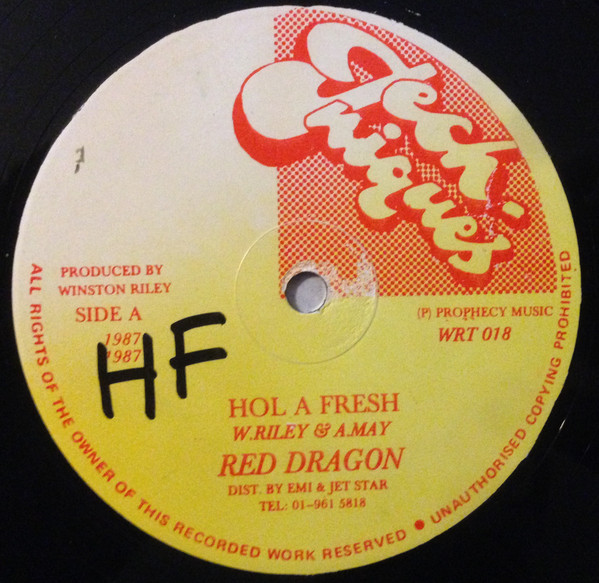 Teck-
niques
PRODUCED BY
WINSTON RILEY
SIDE A
1987
1987
HF
(P) PROPHECY MUSIC
WRT 018
HOL A FRESH
W.RILEY & A.MAY
RED DRAGON
DIST. BY EMI & JET STAR
TEL: 01-961 5818
ALL RIGHTS OF THE OWNER OF THIS RECORDED WORK RESERVED ● UNAUTHORISED COPYING PROHIBITED